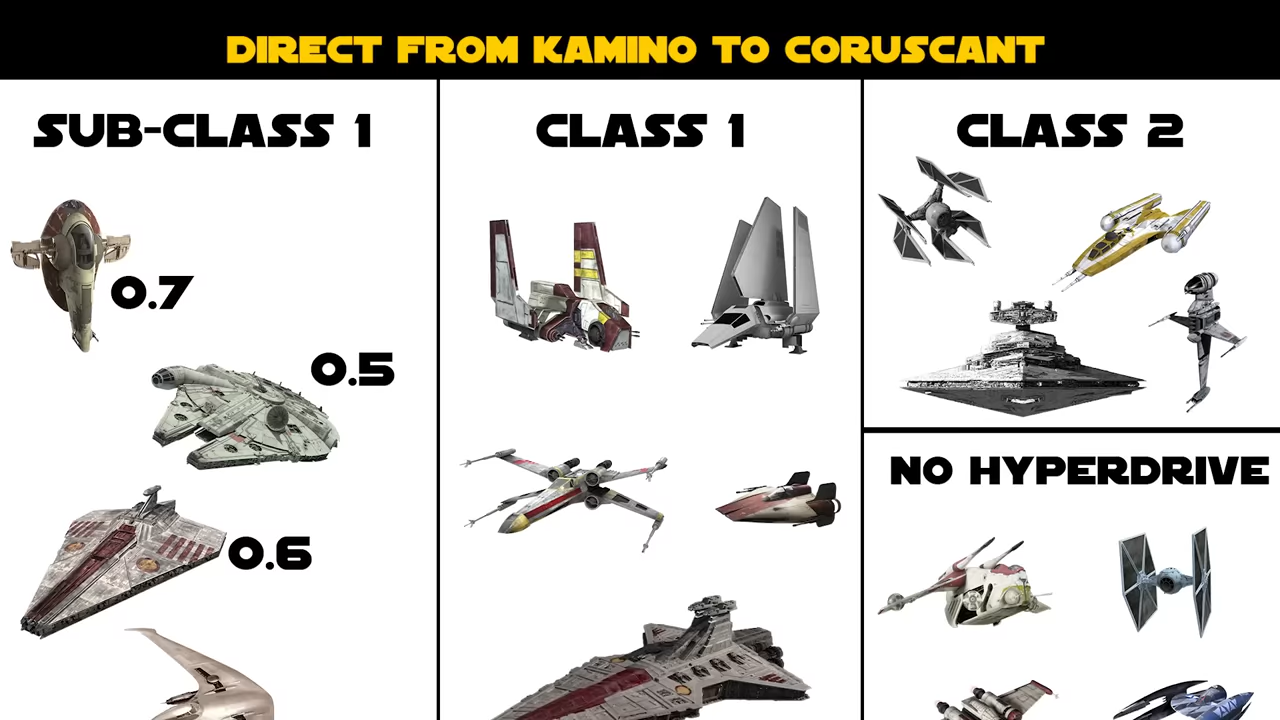 DIRECT FROM KAMINO TO CORUSCANT
SUB-CLASS 1
0.7
0.5
0.6
CLASS 1
CLASS 2
NO HYPERDRIVE